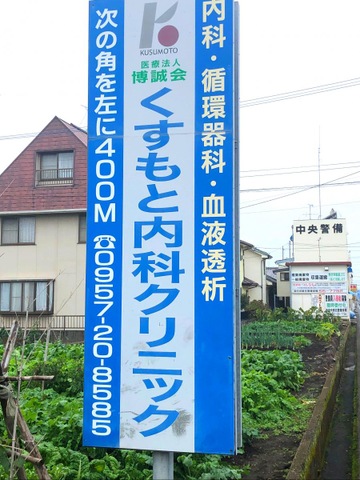 内科・循環器科・血液透析
KUSUMOTO
医療法人
博誠会
くすもと内科クリニック
次の角を左に400M ☎0957-20-8585
中央警備